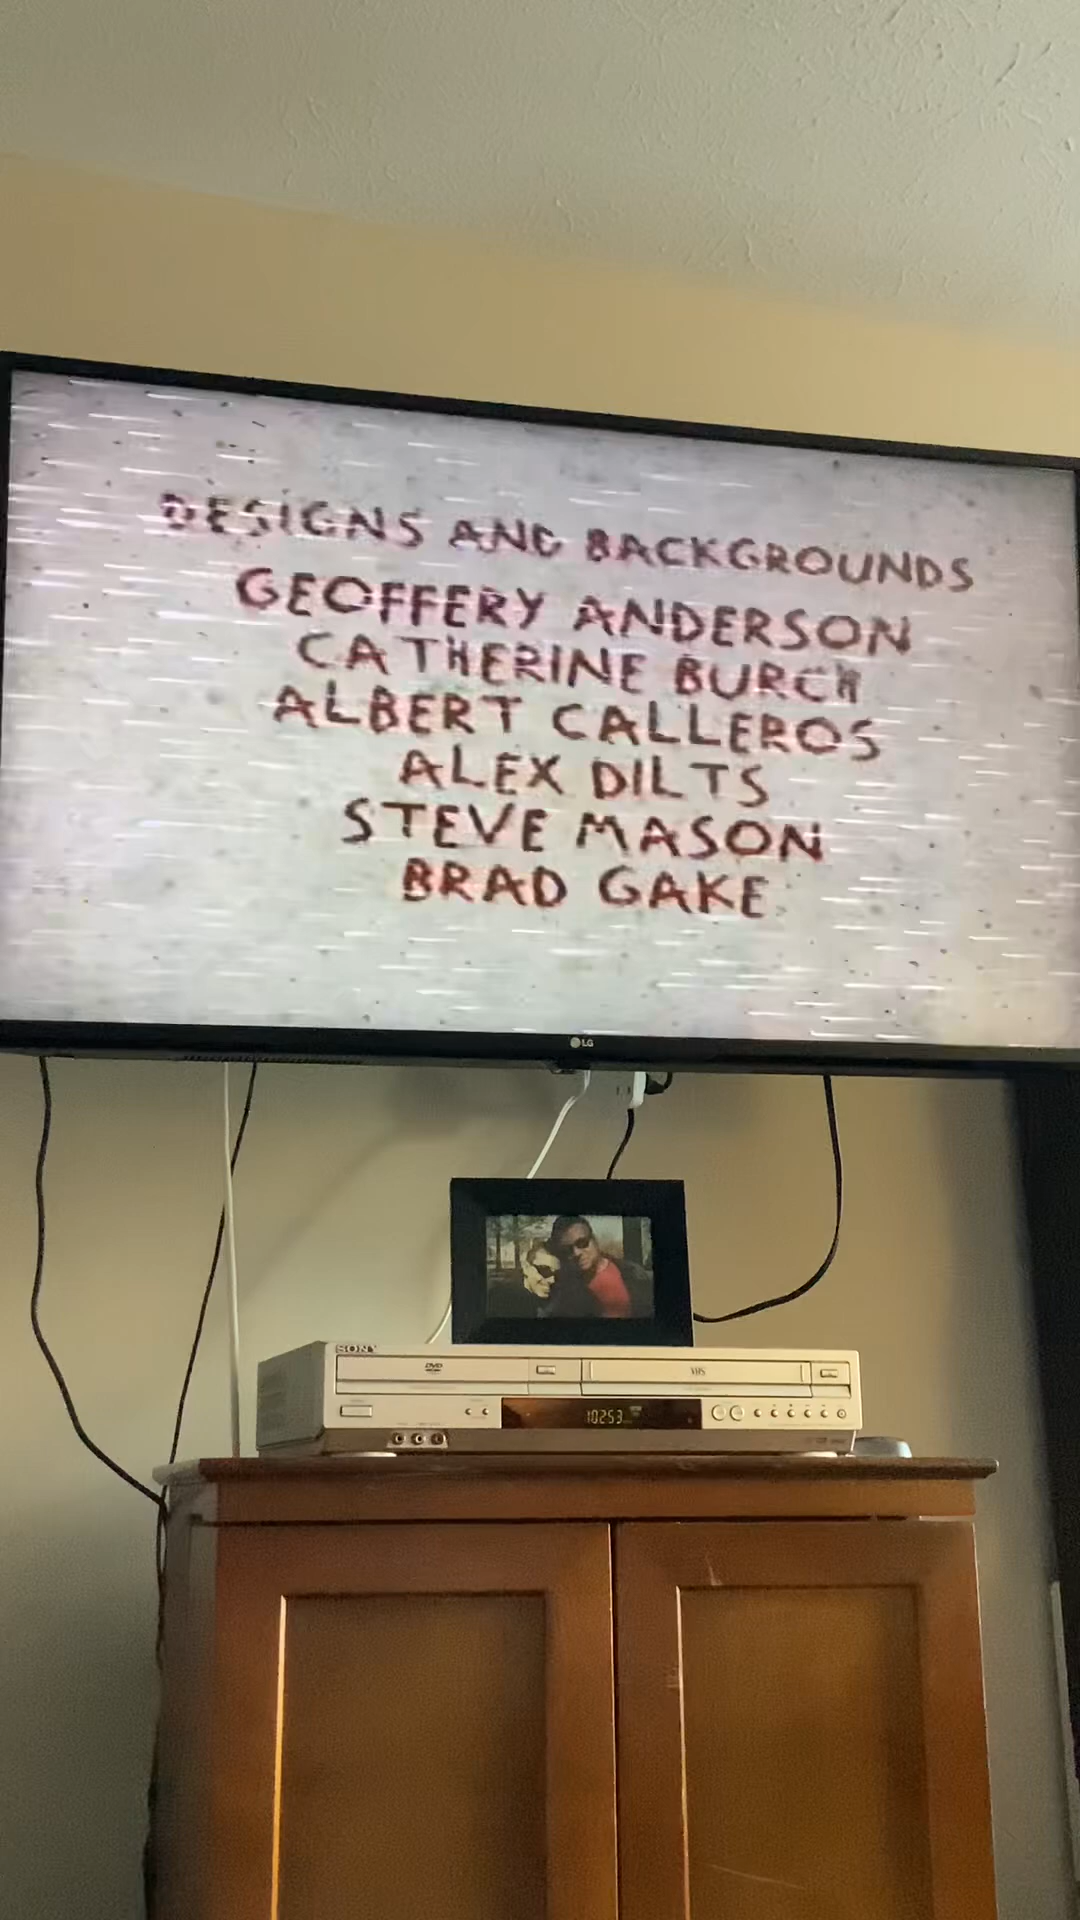 DESIGNS AND BACKGROUNDS
GEOFFERY ANDERSON
CATHERINE BURCH
ALBERT CALLEROS
ALEX DILTS
STEVE MASON
BRAD GAKE
LG
SONY
DVD
VHS
10253